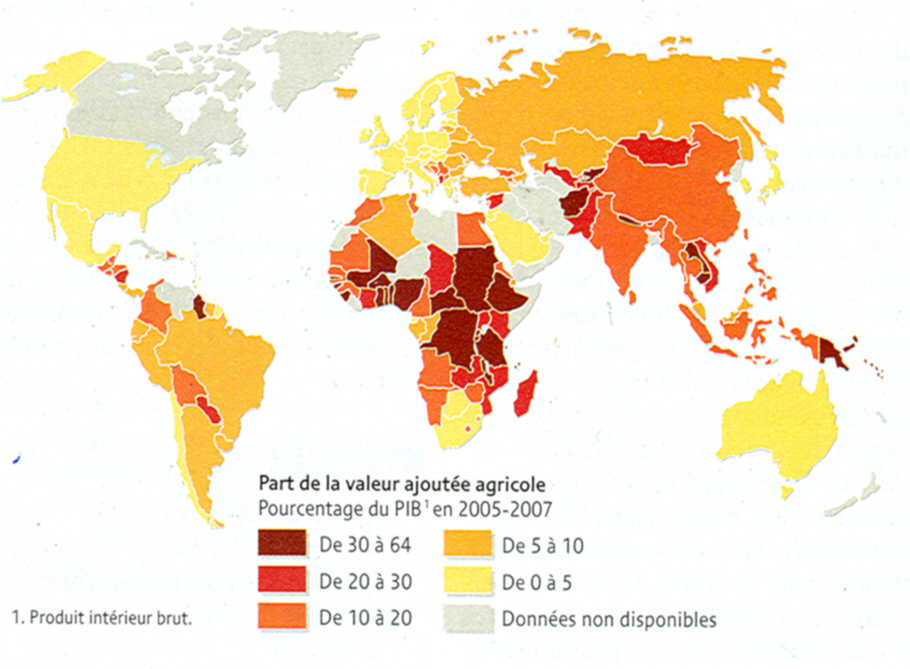 Part de la valeur ajoutée agricole
Pourcentage du PIB¹ en 2005-2007
De 30 à 64
De 5 à 10
De 20 à 30
De 0 à 5
De 10 à 20
Données non disponibles
1. Produit intérieur brut.